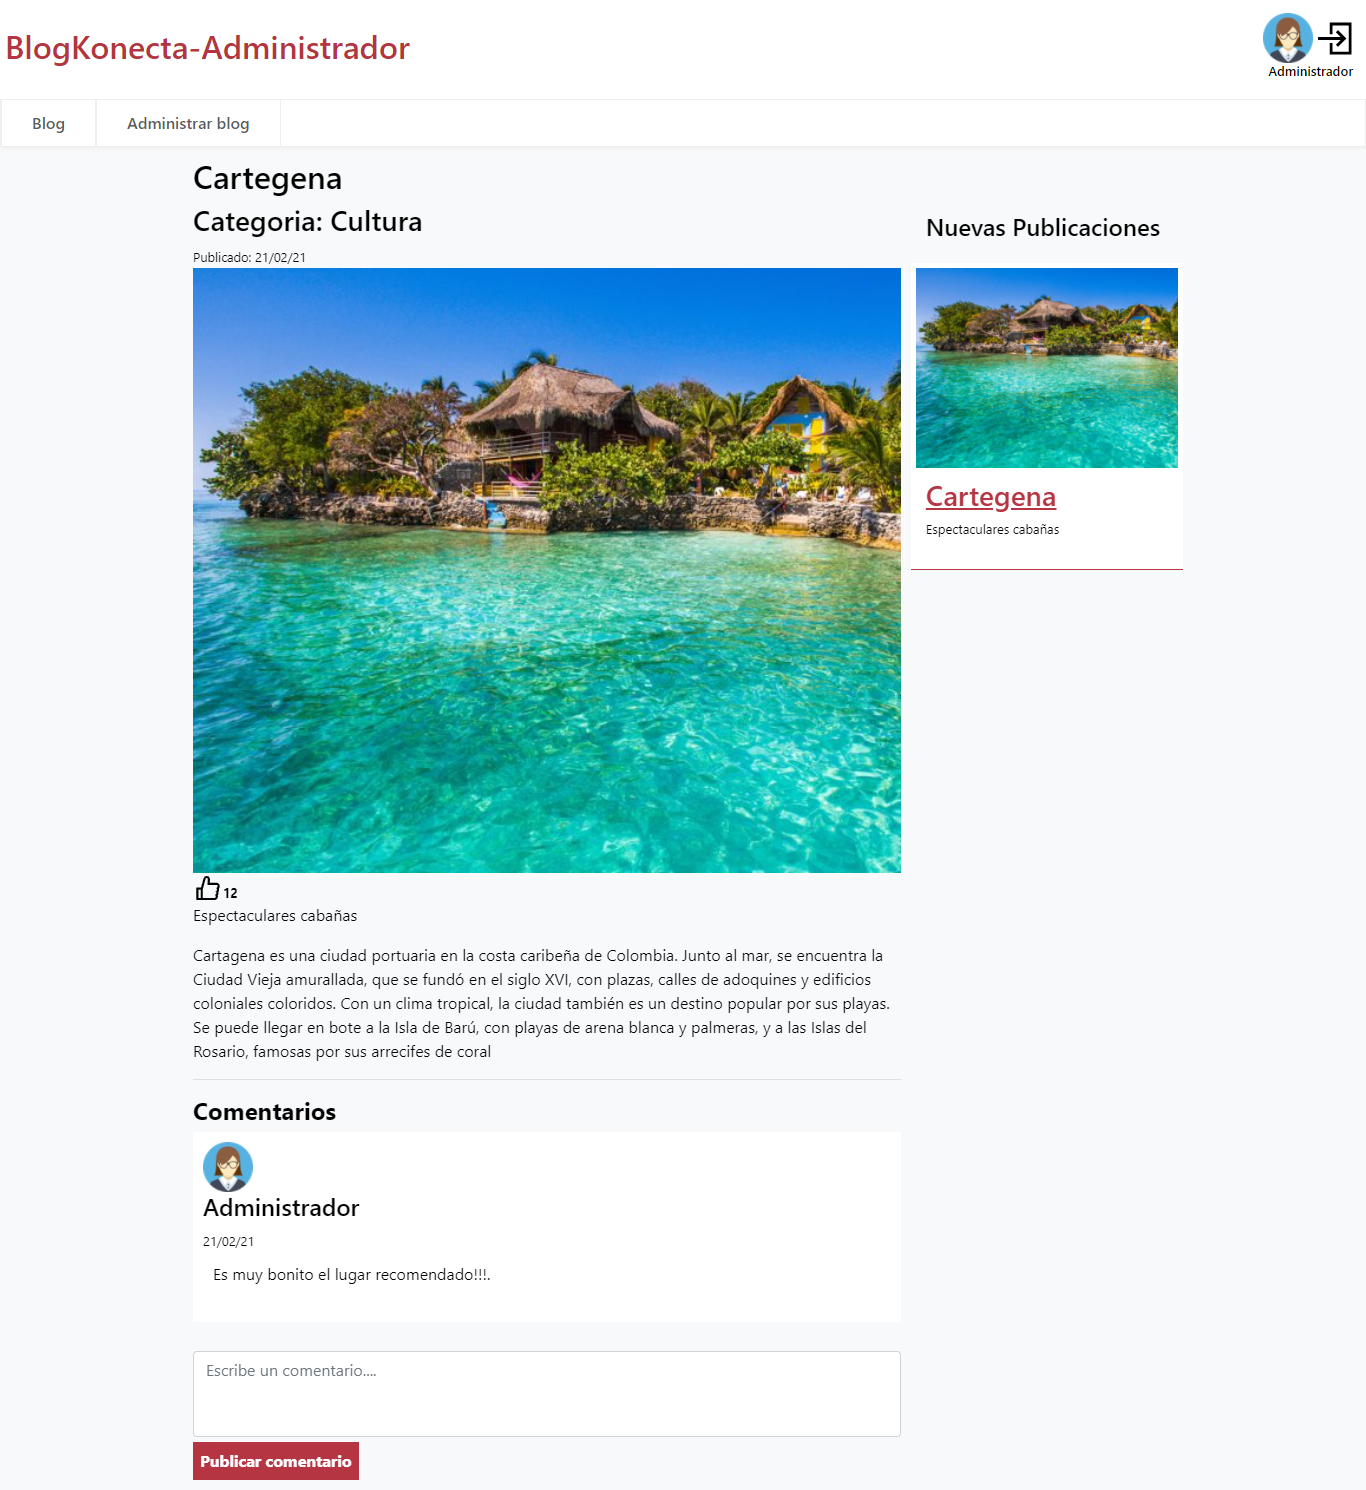 BlogKonecta-Administrador
Administrador
Blog
Administrar blog
Cartegena
Categoria: Cultura
Publicado: 21/02/21
12
Espectaculares cabañas
Cartagena es una ciudad portuaria en la costa caribeña de Colombia. Junto al mar, se encuentra la
Ciudad Vieja amurallada, que se fundó en el siglo XVI, con plazas, calles de adoquines y edificios
coloniales coloridos. Con un clima tropical, la ciudad también es un destino popular por sus playas.
Se puede llegar en bote a la Isla de Barú, con playas de arena blanca y palmeras, y a las Islas del
Rosario, famosas por sus arrecifes de coral
Comentarios
Administrador
21/02/21
Es muy bonito el lugar recomendado!!!.
Escribe un comentario....
Publicar comentario
Nuevas Publicaciones
Cartegena
Espectaculares cabañas